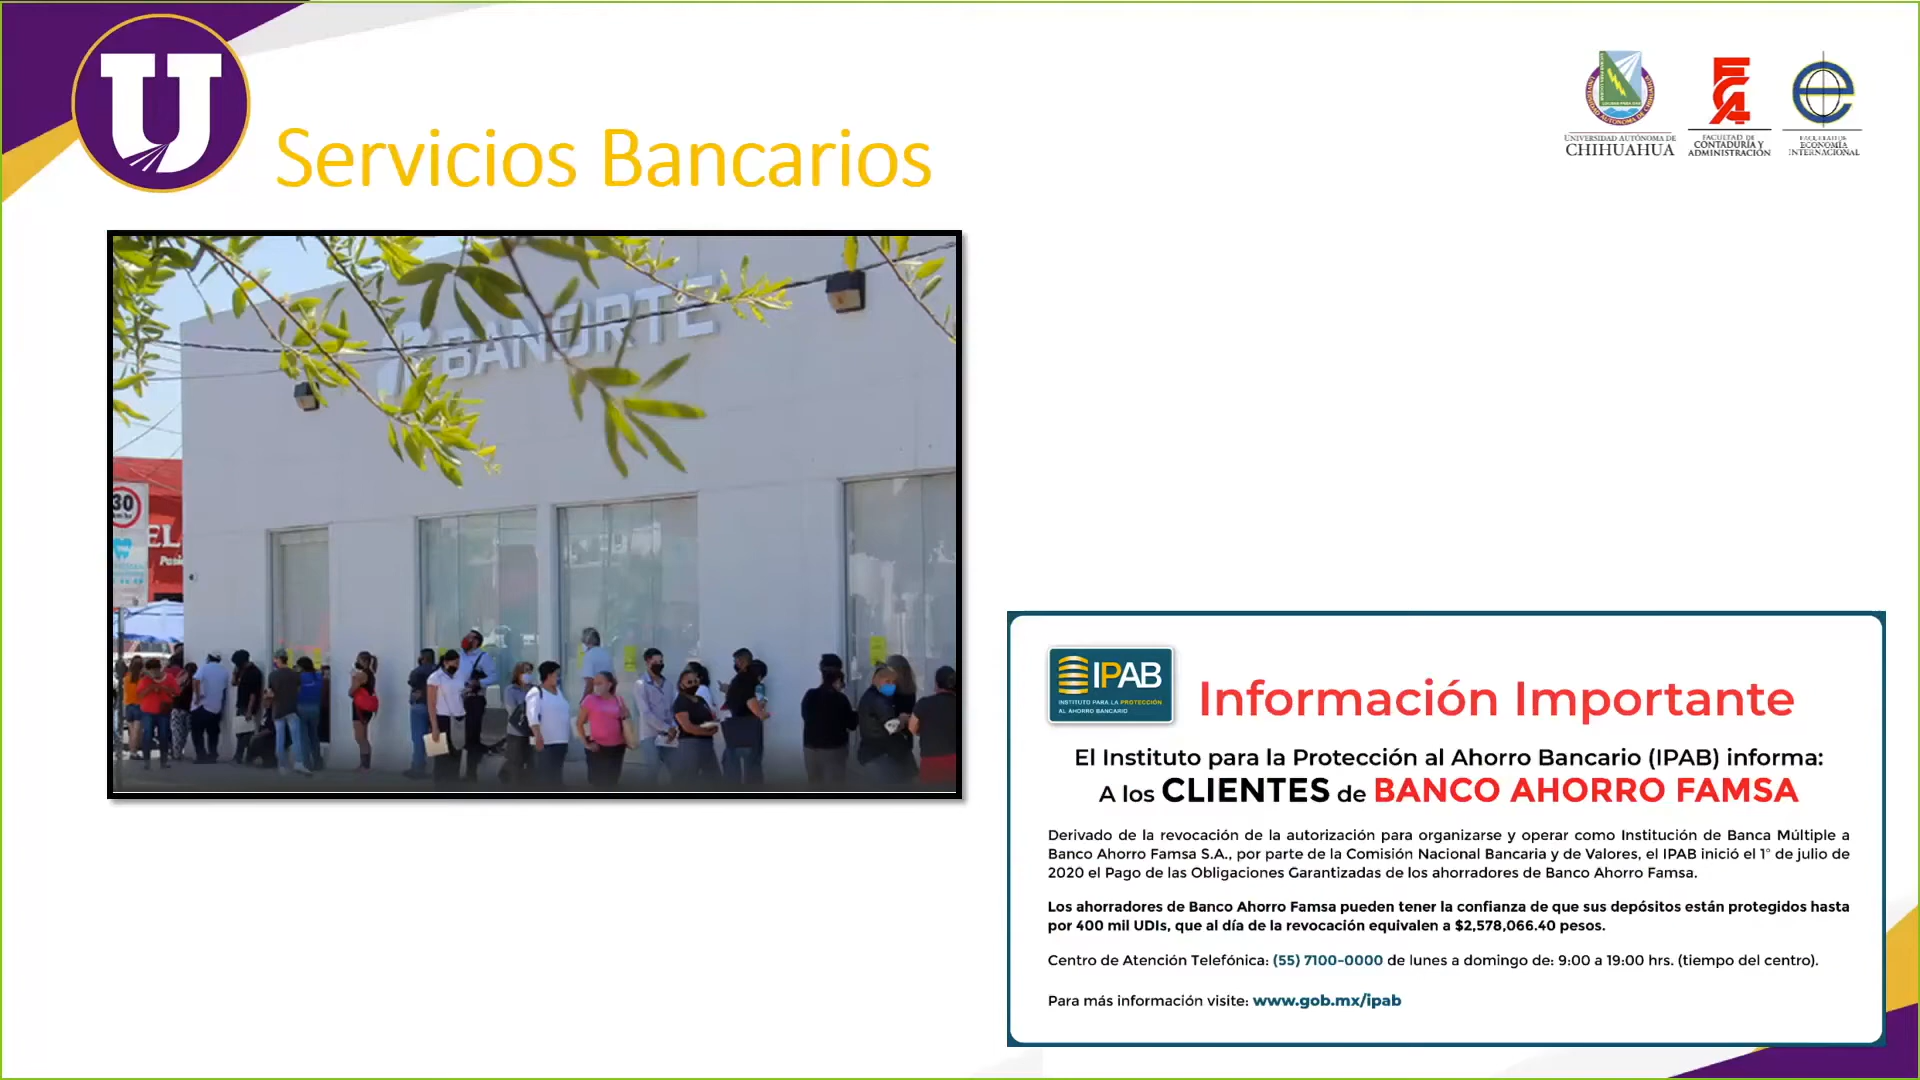 U
Servicios Bancarios
UNIVERSIDAD AUTÓNOMA DE
CHIHUAHUA
FCA
FACULTAD DE
CONTADURÍA Y
ADMINISTRACIÓN
e
FACULTAD DE
ECONOMÍA
INTERNACIONAL
BANORTE
30
EL
IPAB
INSTITUTO PARA LA PROTECCIÓN
AL AHORRO BANCARIO
Información Importante
El Instituto para la Protección al Ahorro Bancario (IPAB) informa:
A los CLIENTES de BANCO AHORRO FAMSA
Derivado de la revocación de la autorización para organizarse y operar como Institución de Banca Múltiple a
Banco Ahorro Famsa S.A., por parte de la Comisión Nacional Bancaria y de Valores, el IPAB inició el 1° de julio de
2020 el Pago de las Obligaciones Garantizadas de los ahorradores de Banco Ahorro Famsa.
Los ahorradores de Banco Ahorro Famsa pueden tener la confianza de que sus depósitos están protegidos hasta
por 400 mil UDIs, que al día de la revocación equivalen a $2,578,066.40 pesos.
Centro de Atención Telefónica: (55) 7100-0000 de lunes a domingo de: 9:00 a 19:00 hrs. (tiempo del centro).
Para más información visite: www.gob.mx/ipab